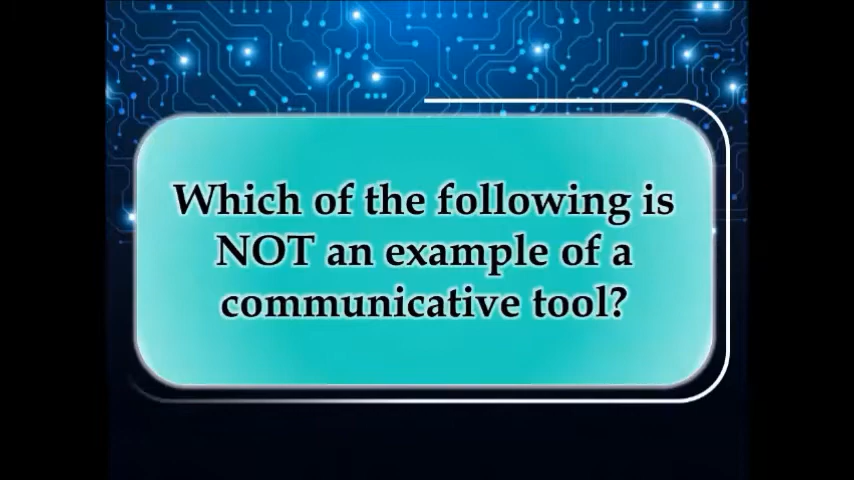 Which of the following is
NOT an example of a
communicative tool?